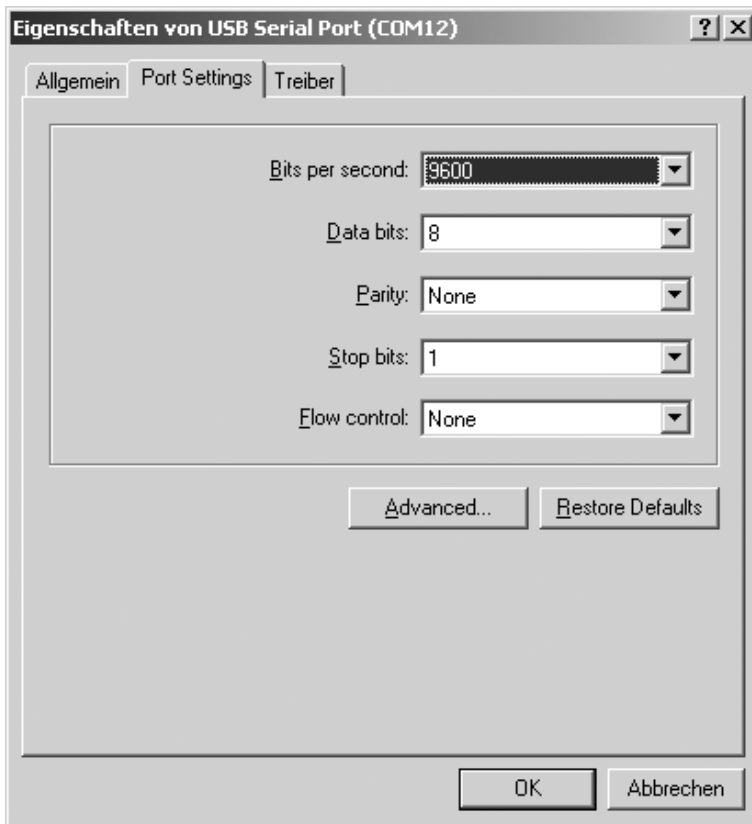 Eigenschaften von USB Serial Port (COM12)
Allgemein Port Settings Treiber
Bits per second: 9600
Data bits: 8
Parity: None
Stop bits: 1
Flow control: None
Advanced... Restore Defaults
OK Abbrechen